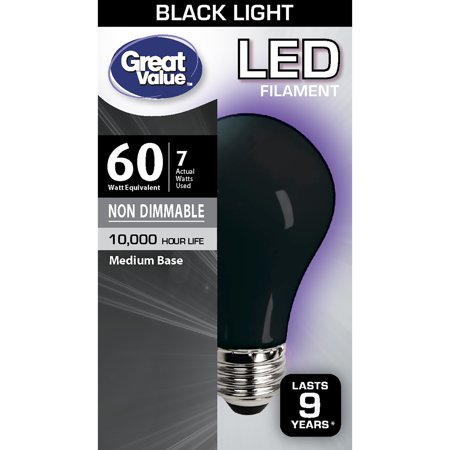 BLACK LIGHT
Great
Value™
LED
FILAMENT
60
Watt Equivalent
7
Actual
Watts
Used
NON DIMMABLE
10,000 HOUR LIFE
Medium Base
LASTS
9
YEARS*